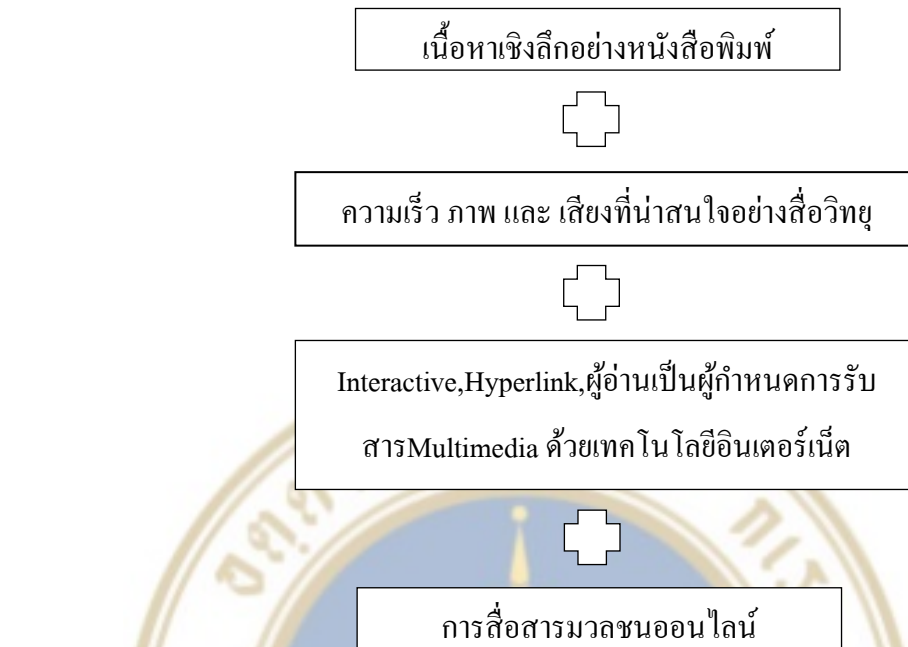 เนื้อหาเชิงลึกอย่างหนังสือพิมพ์
ความเร็ว ภาพ และ เสียงที่น่าสนใจอย่างสื่อวิทยุ
Interactive,Hyperlink,ผู้อ่านเป็นผู้กำหนดการรับ
สารMultimedia ด้วยเทคโนโลยีอินเตอร์เน็ต
การสื่อสารมวลชนออนไลน์